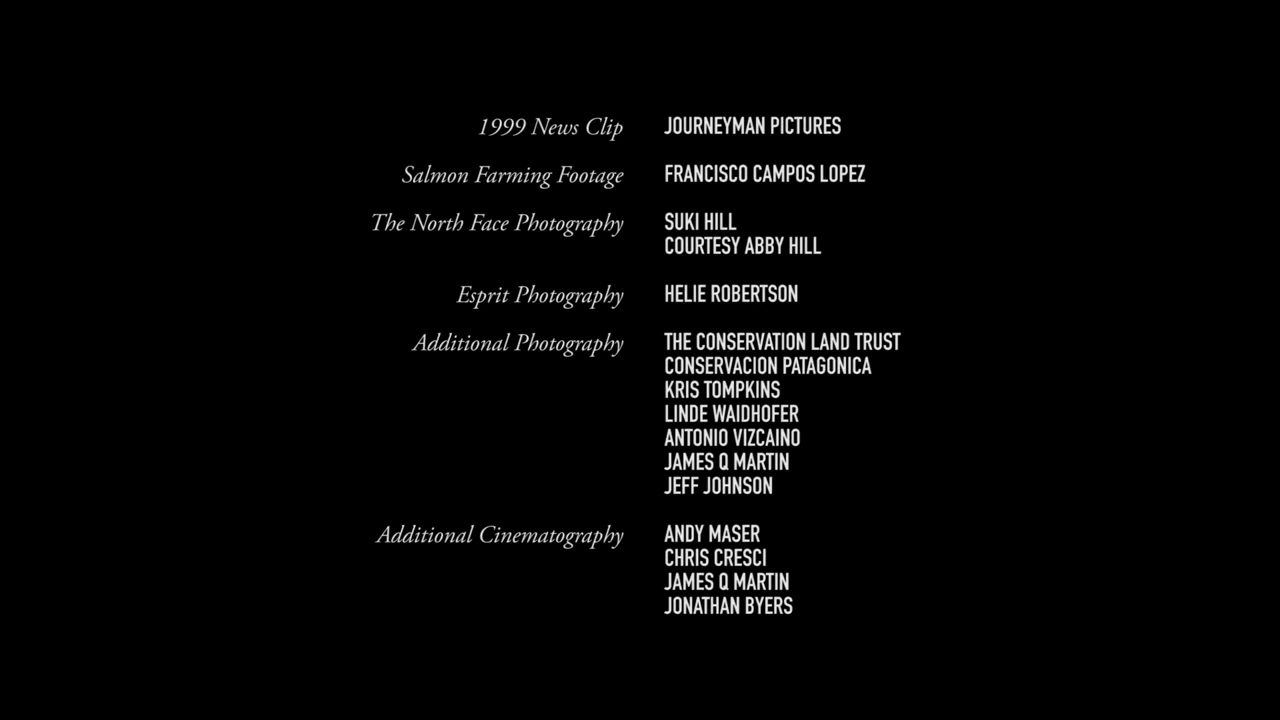 1999 News Clip JOURNEYMAN PICTURES
Salmon Farming Footage FRANCISCO CAMPOS LOPEZ
The North Face Photography SUKI HILL
COURTESY ABBY HILL
Esprit Photography HELIE ROBERTSON
Additional Photography THE CONSERVATION LAND TRUST
CONSERVACION PATAGONICA
KRIS TOMPKINS
LINDE WAIDHOFER
ANTONIO VIZCAINO
JAMES Q MARTIN
JEFF JOHNSON
Additional Cinematography ANDY MASER
CHRIS CRESCI
JAMES Q MARTIN
JONATHAN BYERS